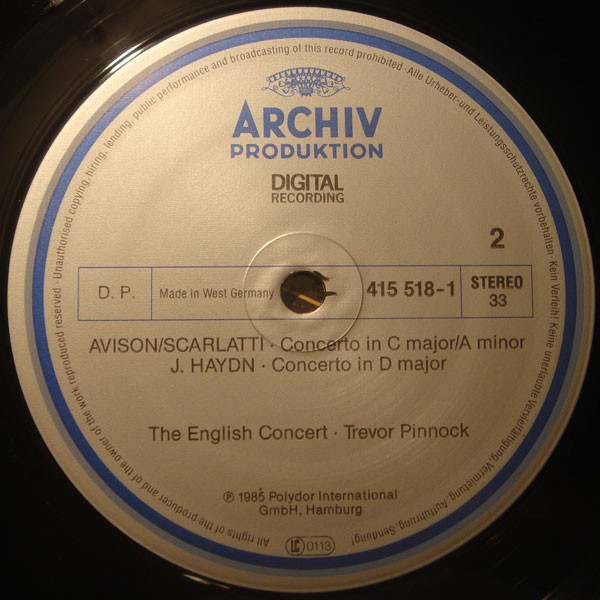 Unauthorised copying, hiring, lending, public performance and broadcasting of this record prohibited · Alle Urheber-und Leistungsschutzrechte vorbehalten · Kein Verleih! Keine unerlaubte Vervielfältigung, Vermietung, Aufführung, Sendung!
All rights of the producer and of the owner of the work reproduced reserved ·
ARCHIV
PRODUKTION
DIGITAL
RECORDING
2
D. P. Made in West Germany 415 518-1 STEREO
33
AVISON/SCARLATTI · Concerto in C major/A minor
J. HAYDN · Concerto in D major
The English Concert · Trevor Pinnock
℗ 1985 Polydor International
GmbH, Hamburg
LC 0113